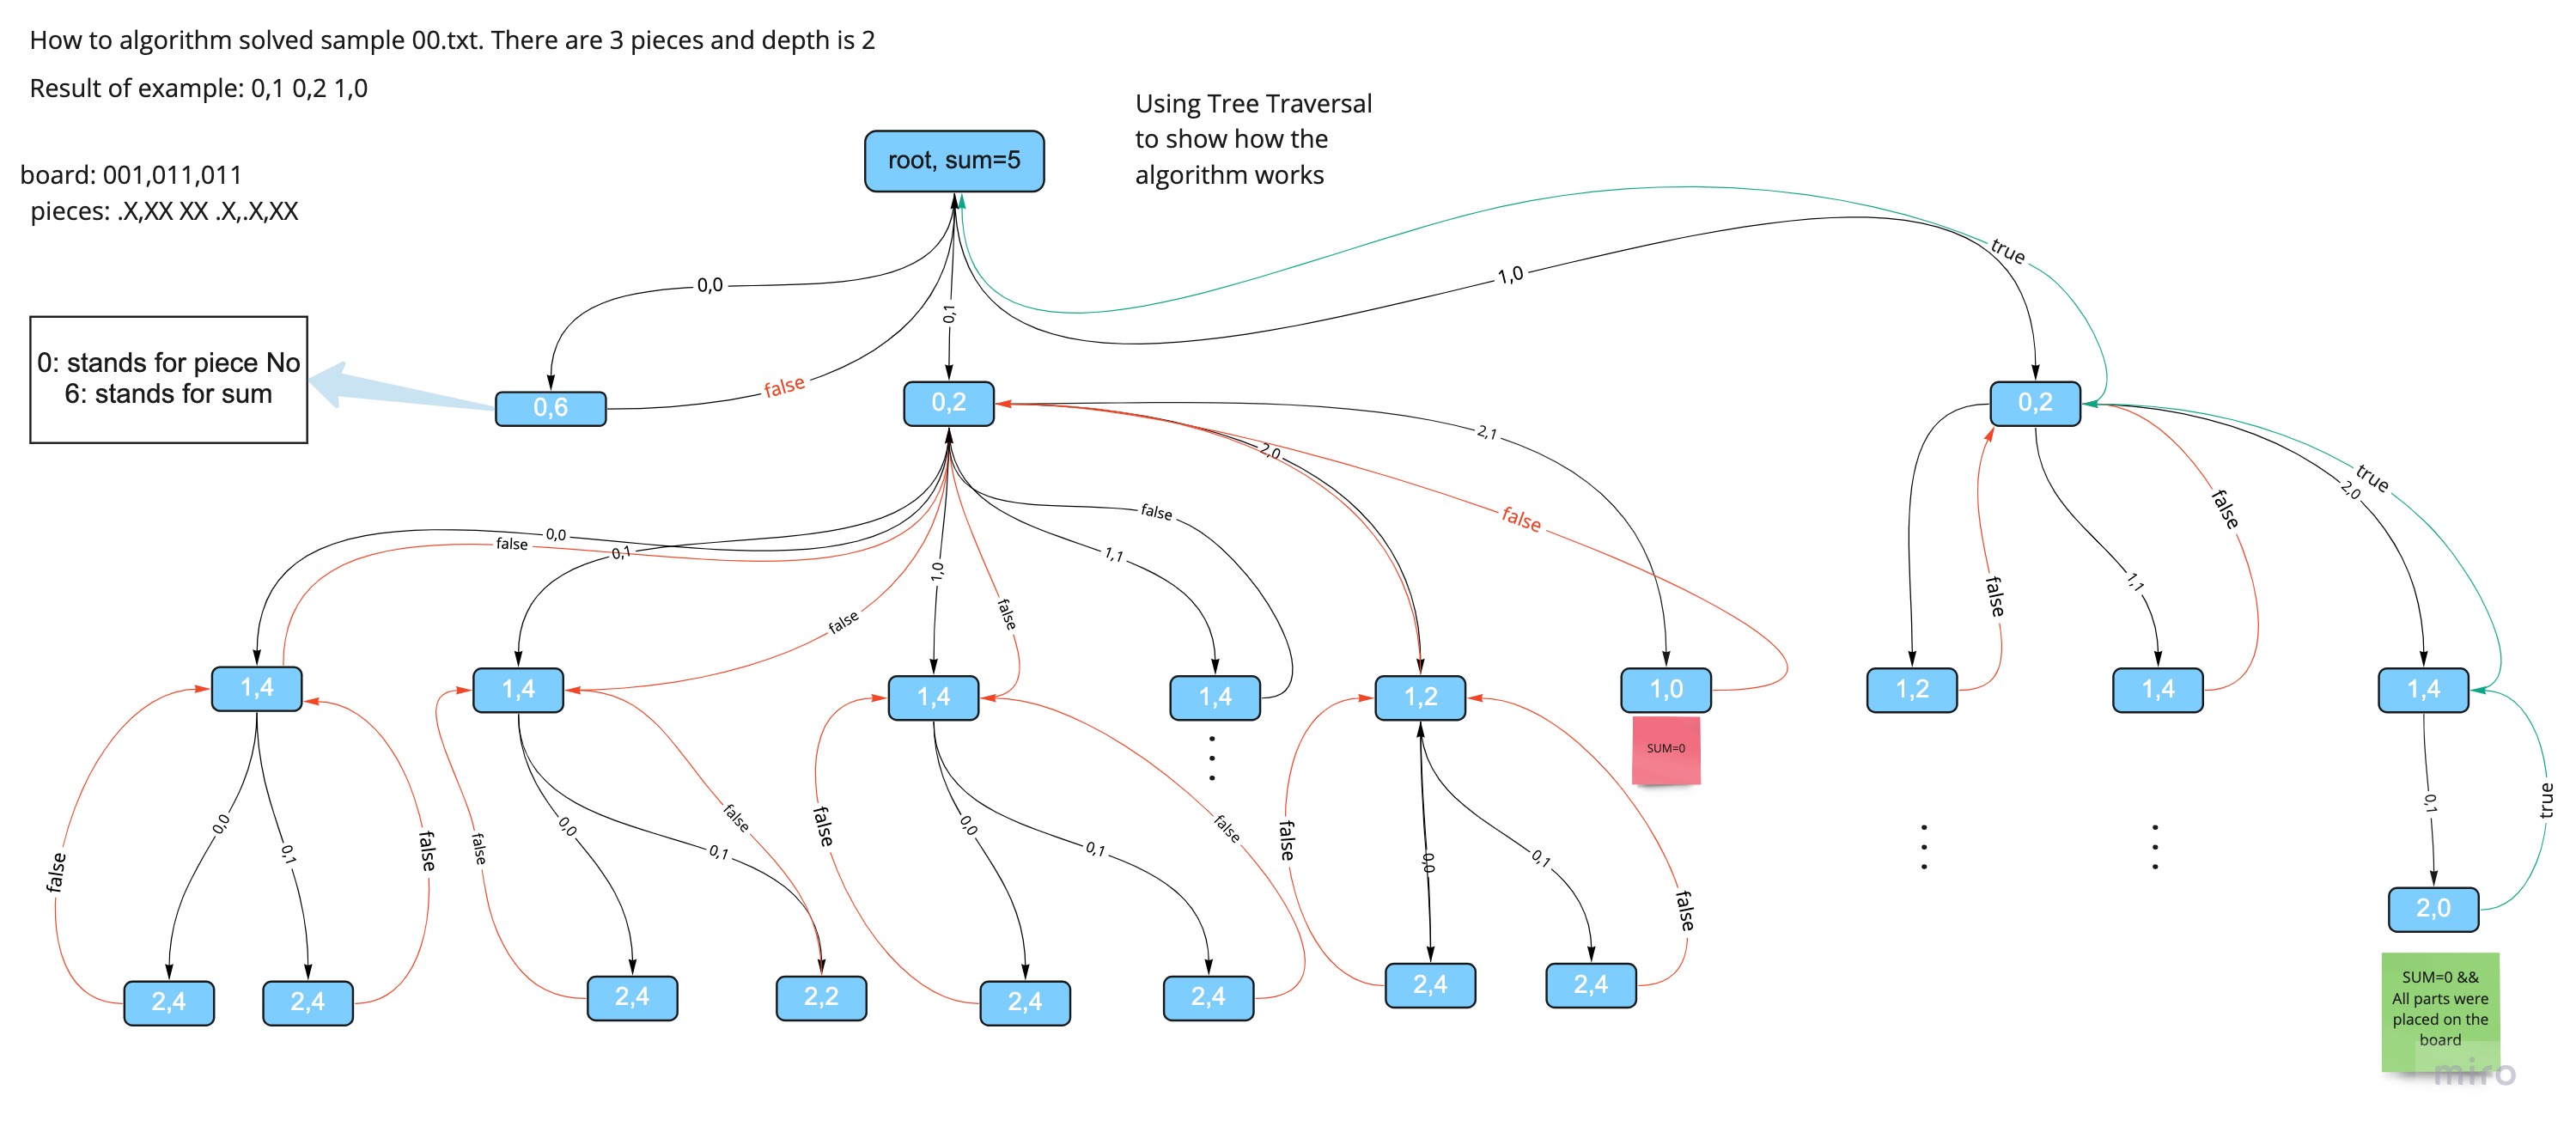 How to algorithm solved sample 00.txt. There are 3 pieces and depth is 2
Result of example: 0,1 0,2 1,0
Using Tree Traversal
to show how the
algorithm works
board: 001,011,011
pieces: .X,XX XX .X,.X,XX
root, sum=5
true
0,0
1,0
0,1
0: stands for piece No
6: stands for sum
false
0,6
0,2
0,2
2,1
2,0
true
2,0
false
false
false
0,0
false
0,1
1,0
1,1
1,1
false
false
false
1,4
1,4
1,4
1,4
1,2
1,0
1,2
1,4
1,4
SUM=0
0,0
0,1
false
false
false
0,0
0,1
false
false
0,0
0,1
false
false
0,0
0,1
false
0,1
true
2,0
2,4
2,4
2,4
2,2
2,4
2,4
2,4
2,4
SUM=0 &&
All parts were
placed on the
board
miro